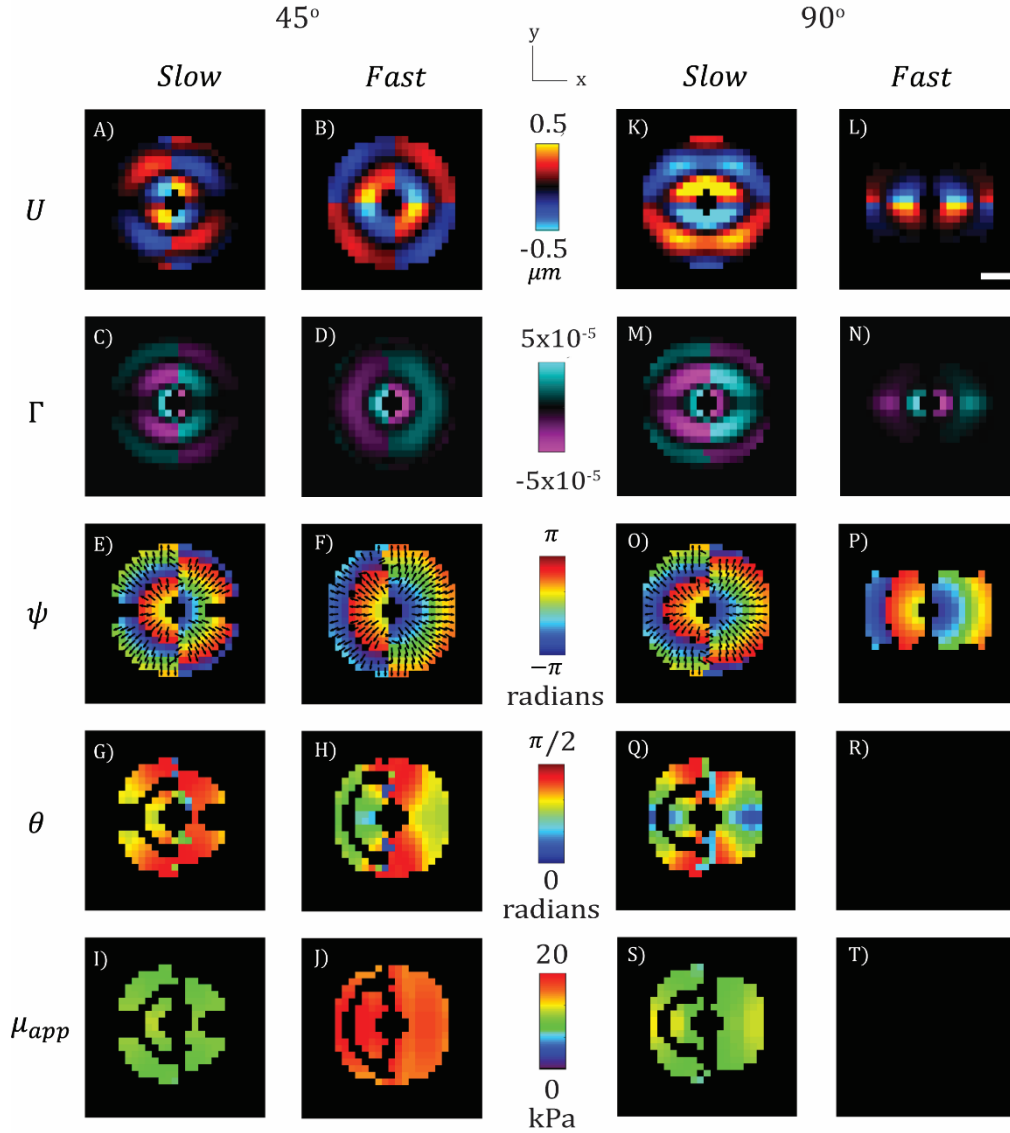 45° 90°
y
x
Slow Fast Slow Fast
A) B) K) L)
0.5
U
-0.5
μm
C) D) M) N)
5x10⁻⁵
Γ
-5x10⁻⁵
E) F) O) P)
π
ψ
−π
radians
G) H) Q) R)
π/2
θ
0
radians
I) J) S) T)
20
μapp
0
kPa